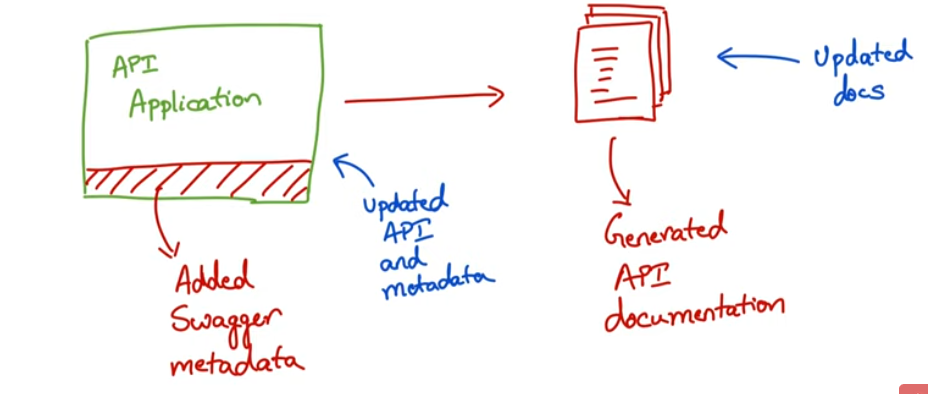 API
Application
Updated
docs
Updated
API
and
metadata
Generated
API
documentation
Added
Swagger
metadata